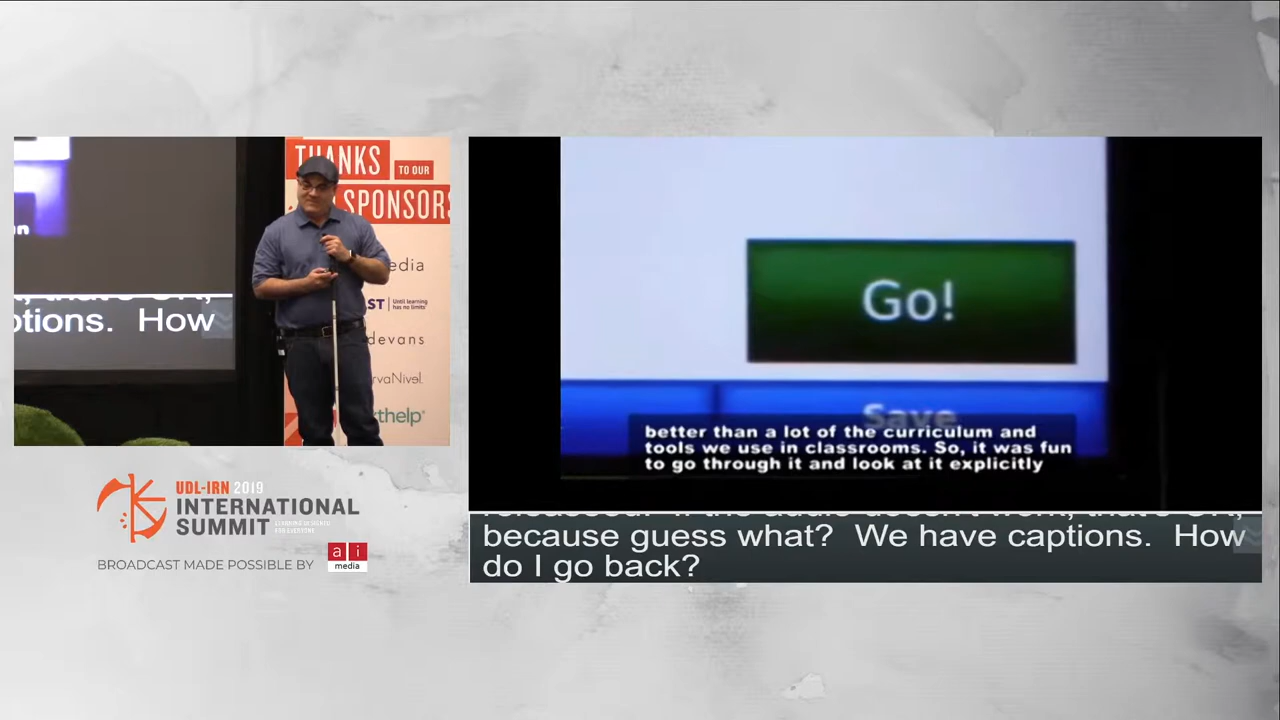 THANKS
TO OUR
SPONSORS
edia
ST Until learning has no limits
devans
rvaNivel
thelp
n
ptions. How
UDL-IRN 2019
INTERNATIONAL
SUMMIT
BROADCAST MADE POSSIBLE BY
ai
media
Go!
Save
better than a lot of the curriculum and
tools we use in classrooms. So, it was fun
to go through it and look at it explicitly
because guess what? We have captions. How
do I go back?